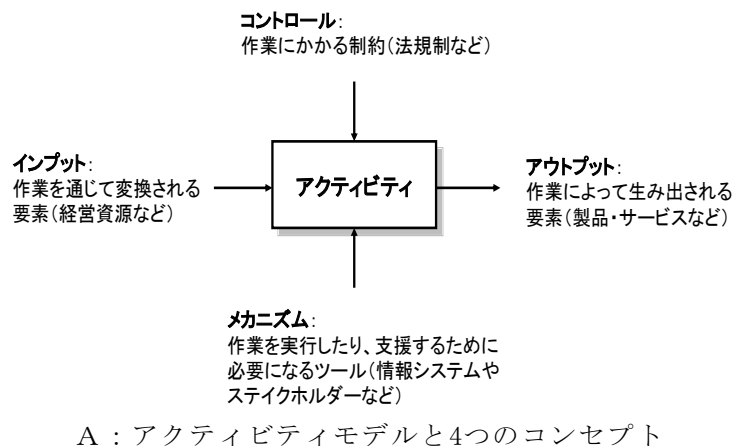 コントロール:
作業にかかる制約(法規制など)
インプット:
作業を通じて変換される
要素(経営資源など)
アクティビティ
アウトプット:
作業によって生み出される
要素(製品・サービスなど)
メカニズム:
作業を実行したり、支援するために
必要になるツール(情報システムや
ステイクホルダーなど)
A:アクティビティモデルと4つのコンセプト